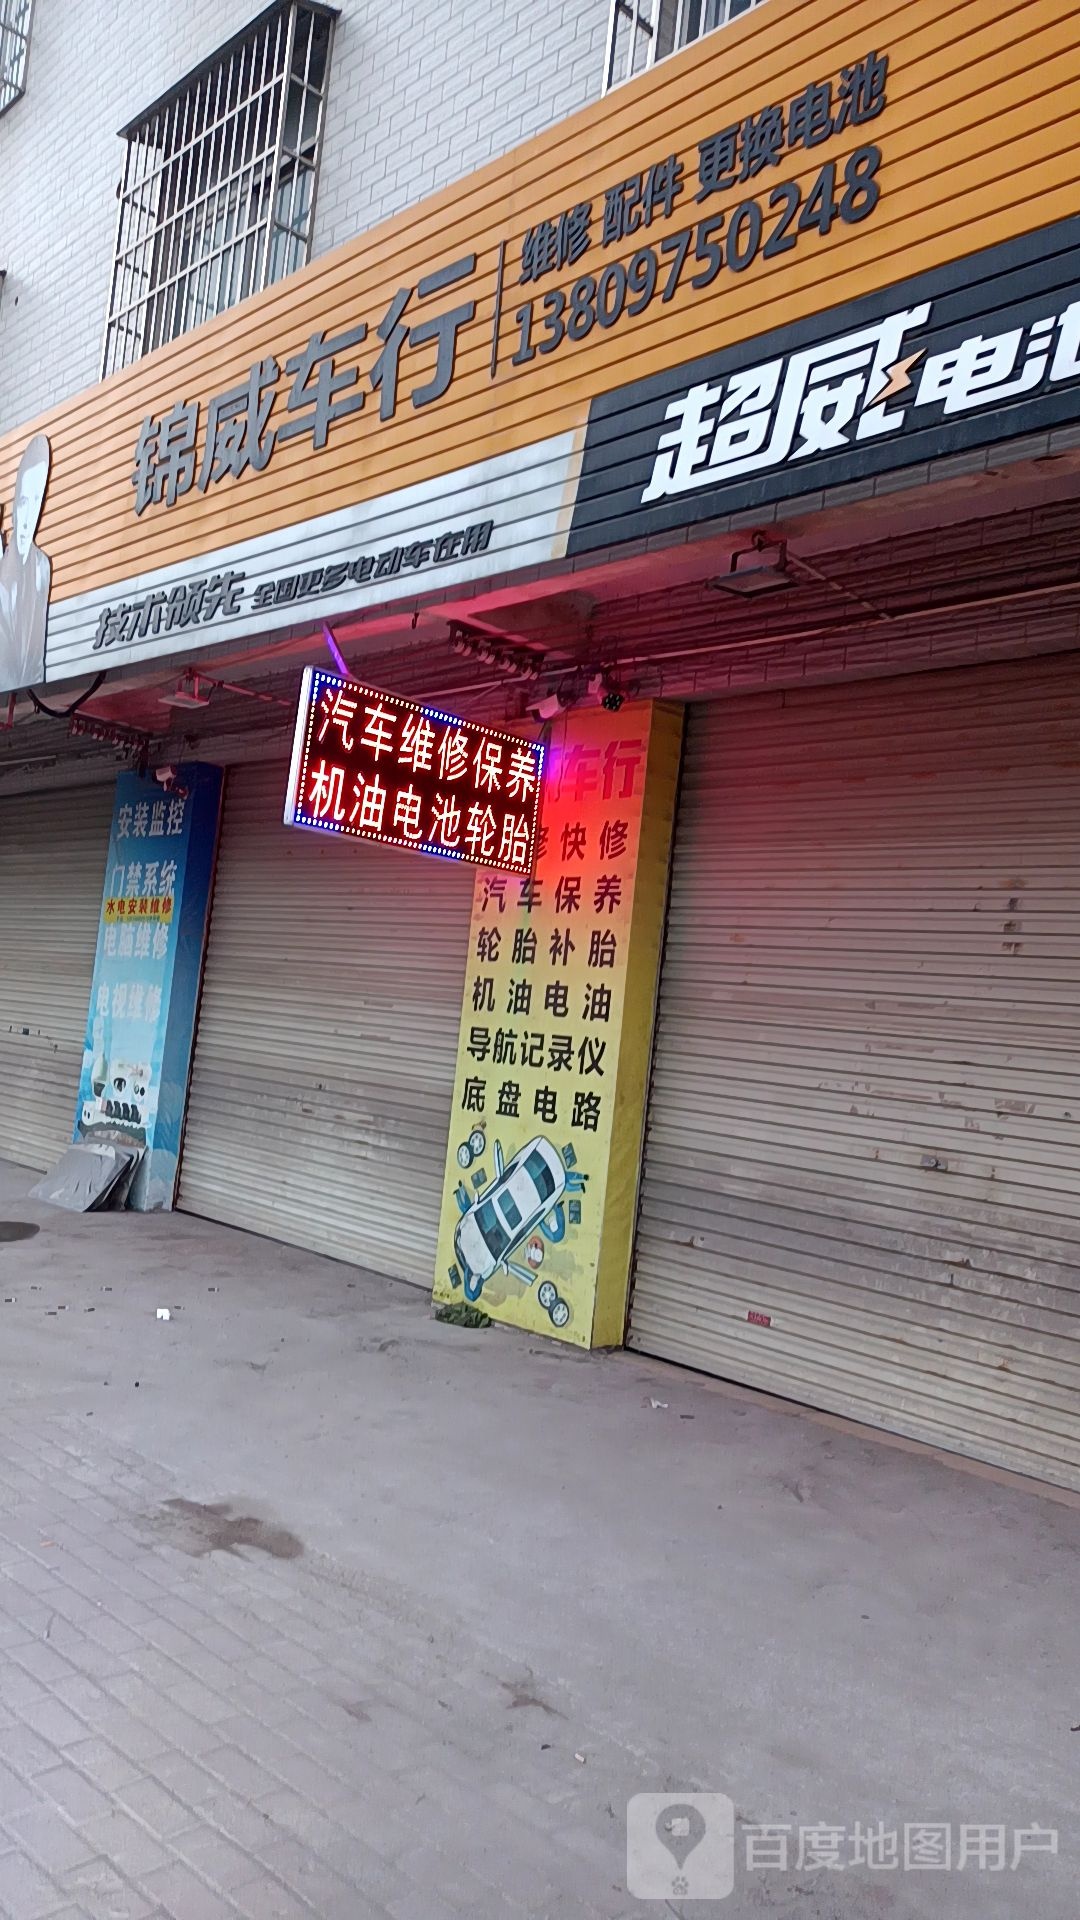 维修 配件 更换电池
锦威车行
13809750248
超威电池
技术领先 全国更多电动车在用
汽车维修保养
机油电池轮胎
车行
修快修
汽车保养
轮胎补胎
机油电油
导航记录仪
底盘电路
安装监控
门禁系统
水电安装维修
电脑维修
电视维修
百度地图用户